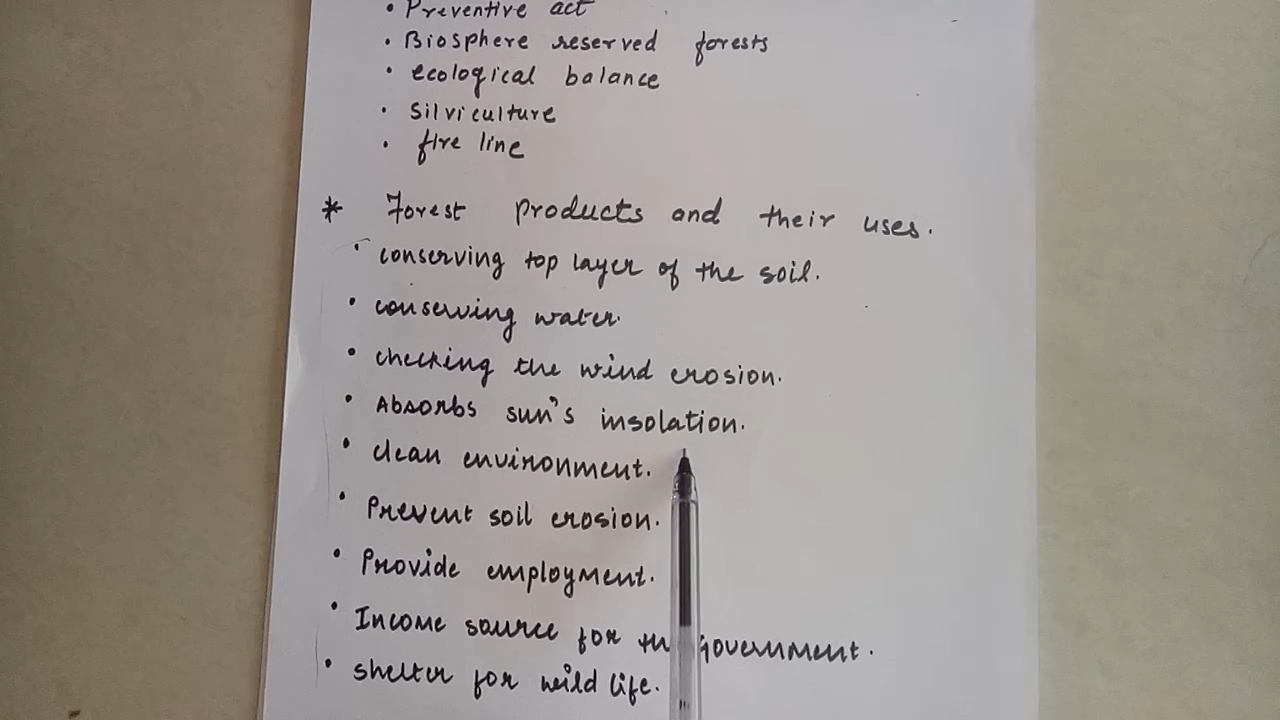 • Preventive act
• Biosphere reserved forests
• ecological balance
• Silviculture
• fire line
* Forest products and their uses.
• conserving top layer of the soil.
• conserving water.
• checking the wind erosion.
• Absorbs sun's insolation.
• clean environment.
• Prevent soil erosion.
• Provide employment.
• Income source for the government.
• shelter for wild life.